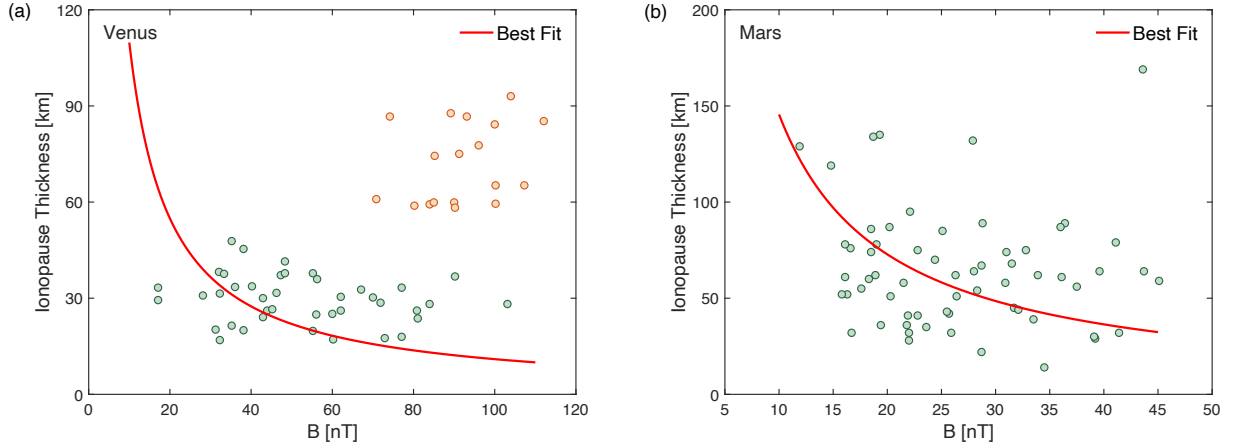 (a)
Venus
Best Fit
Ionopause Thickness [km]
120
90
60
30
0
0 20 40 60 80 100 120
B [nT]
(b)
Mars
Best Fit
Ionopause Thickness [km]
200
150
100
50
0
5 10 15 20 25 30 35 40 45 50
B [nT]